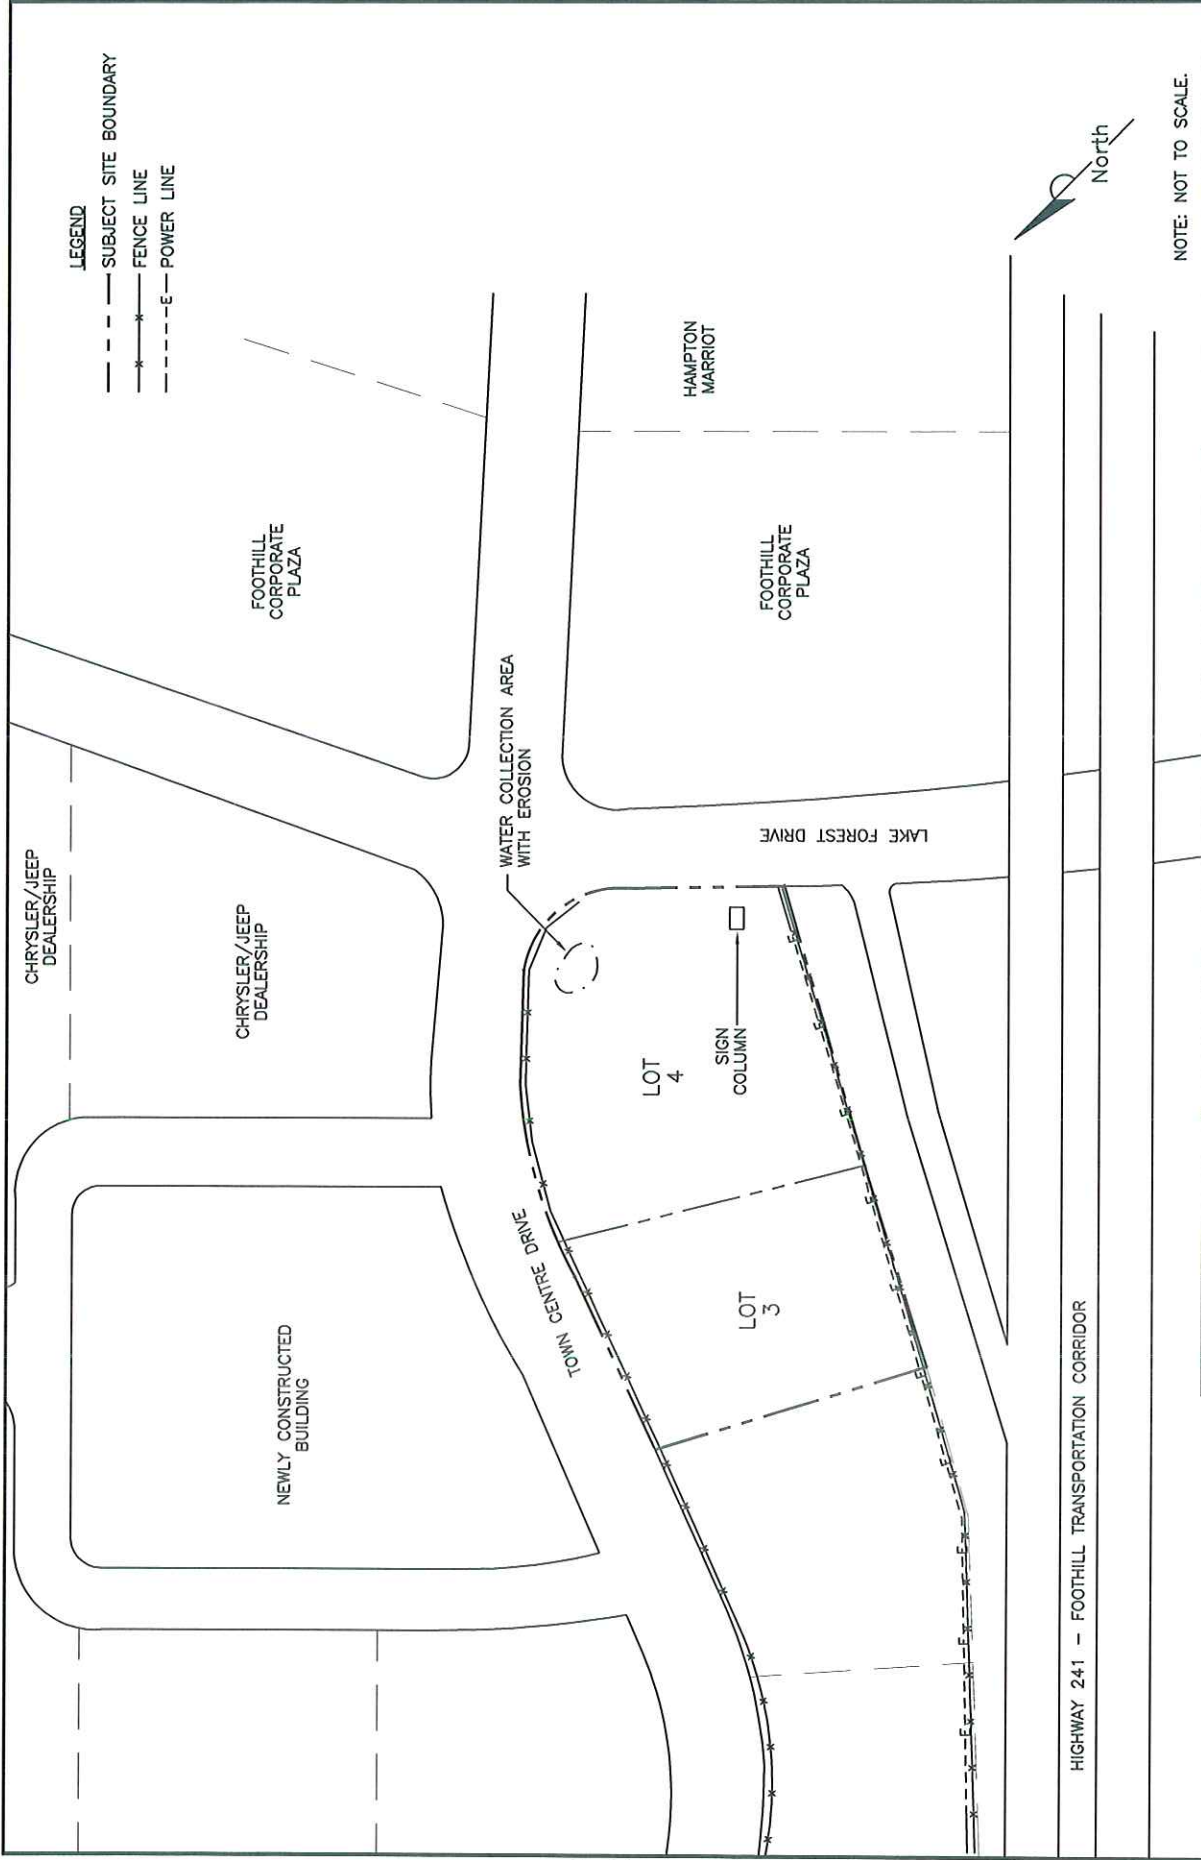 LEGEND
SUBJECT SITE BOUNDARY
FENCE LINE
E POWER LINE
CHRYSLER/JEEP
DEALERSHIP
CHRYSLER/JEEP
DEALERSHIP
FOOTHILL
CORPORATE
PLAZA
NEWLY CONSTRUCTED
BUILDING
WATER COLLECTION AREA
WITH EROSION
TOWN CENTRE DRIVE
HAMPTON
MARRIOT
FOOTHILL
CORPORATE
PLAZA
LAKE FOREST DRIVE
LOT
4
SIGN
COLUMN
LOT
3
E
E
E
E
E
E
E
E
E
E
HIGHWAY 241 - FOOTHILL TRANSPORTATION CORRIDOR
North
NOTE: NOT TO SCALE.